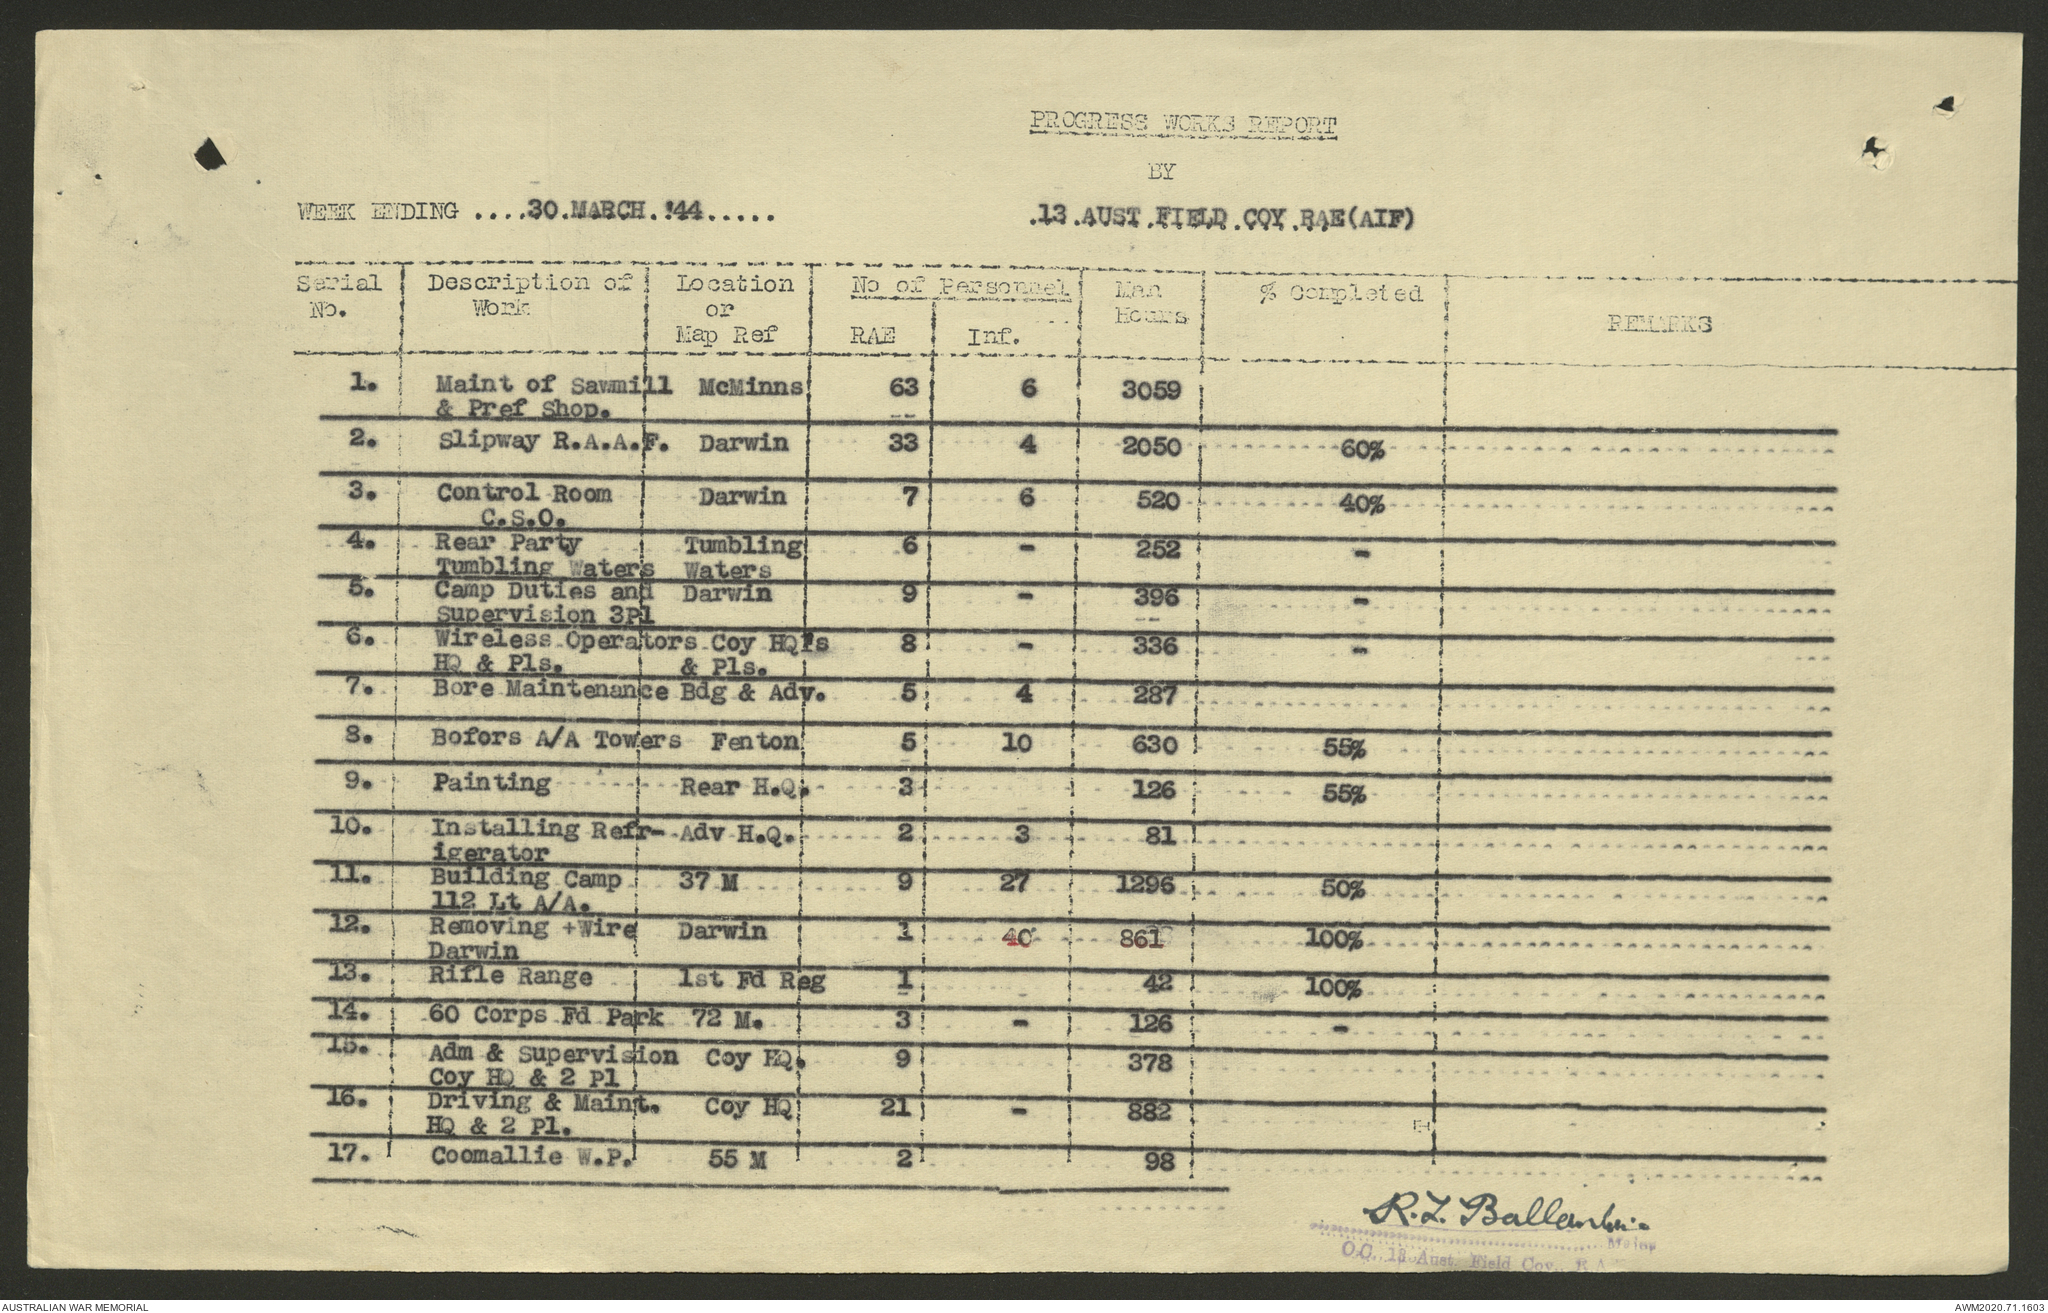 PROGRESS WORKS REPORT
BY
WEEK ENDING ....30.MARCH.'44..... .13.AUST.FIELD.COY.RAE(AIF)
Serial Description of Location No of Personnel Man % Completed
No. Work or Hours REMARKS
Map Ref RAE Inf.
1. Maint of Sawmill McMinns 63 6 3059
& Pref Shop.
2. Slipway R.A.A.F. Darwin 33 4 2050 60%
3. Control Room Darwin 7 6 520 40%
C.S.O.
4. Rear Party Tumbling 6 - 252 -
Tumbling Waters Waters
5. Camp Duties and Darwin 9 - 396 -
Supervision 3Pl
6. Wireless Operators Coy HQ's 8 - 336 -
HQ & Pls. & Pls.
7. Bore Maintenance Bdg & Adv. 5 4 287
8. Bofors A/A Towers Fenton 5 10 630 55%
9. Painting Rear H.Q. 3 126 55%
10. Installing Refr- Adv H.Q. 2 3 81
igerator
11. Building Camp 37 M 9 27 1296 50%
112 Lt A/A.
12. Removing +Wire Darwin 1 40 861 100%
Darwin
13. Rifle Range 1st Fd Reg 1 42 100%
14. 60 Corps Fd Park 72 M. 3 - 126 -
15. Adm & Supervision Coy HQ. 9 378
Coy HQ & 2 Pl
16. Driving & Maint. Coy HQ 21 - 882
HQ & 2 Pl.
17. Coomallie W.P. 55 M 2 98
R.L. Ballantine
Major
O.C. 13 Aust. Field Coy. R.A
AUSTRALIAN WAR MEMORIAL AWM2020.71.1603